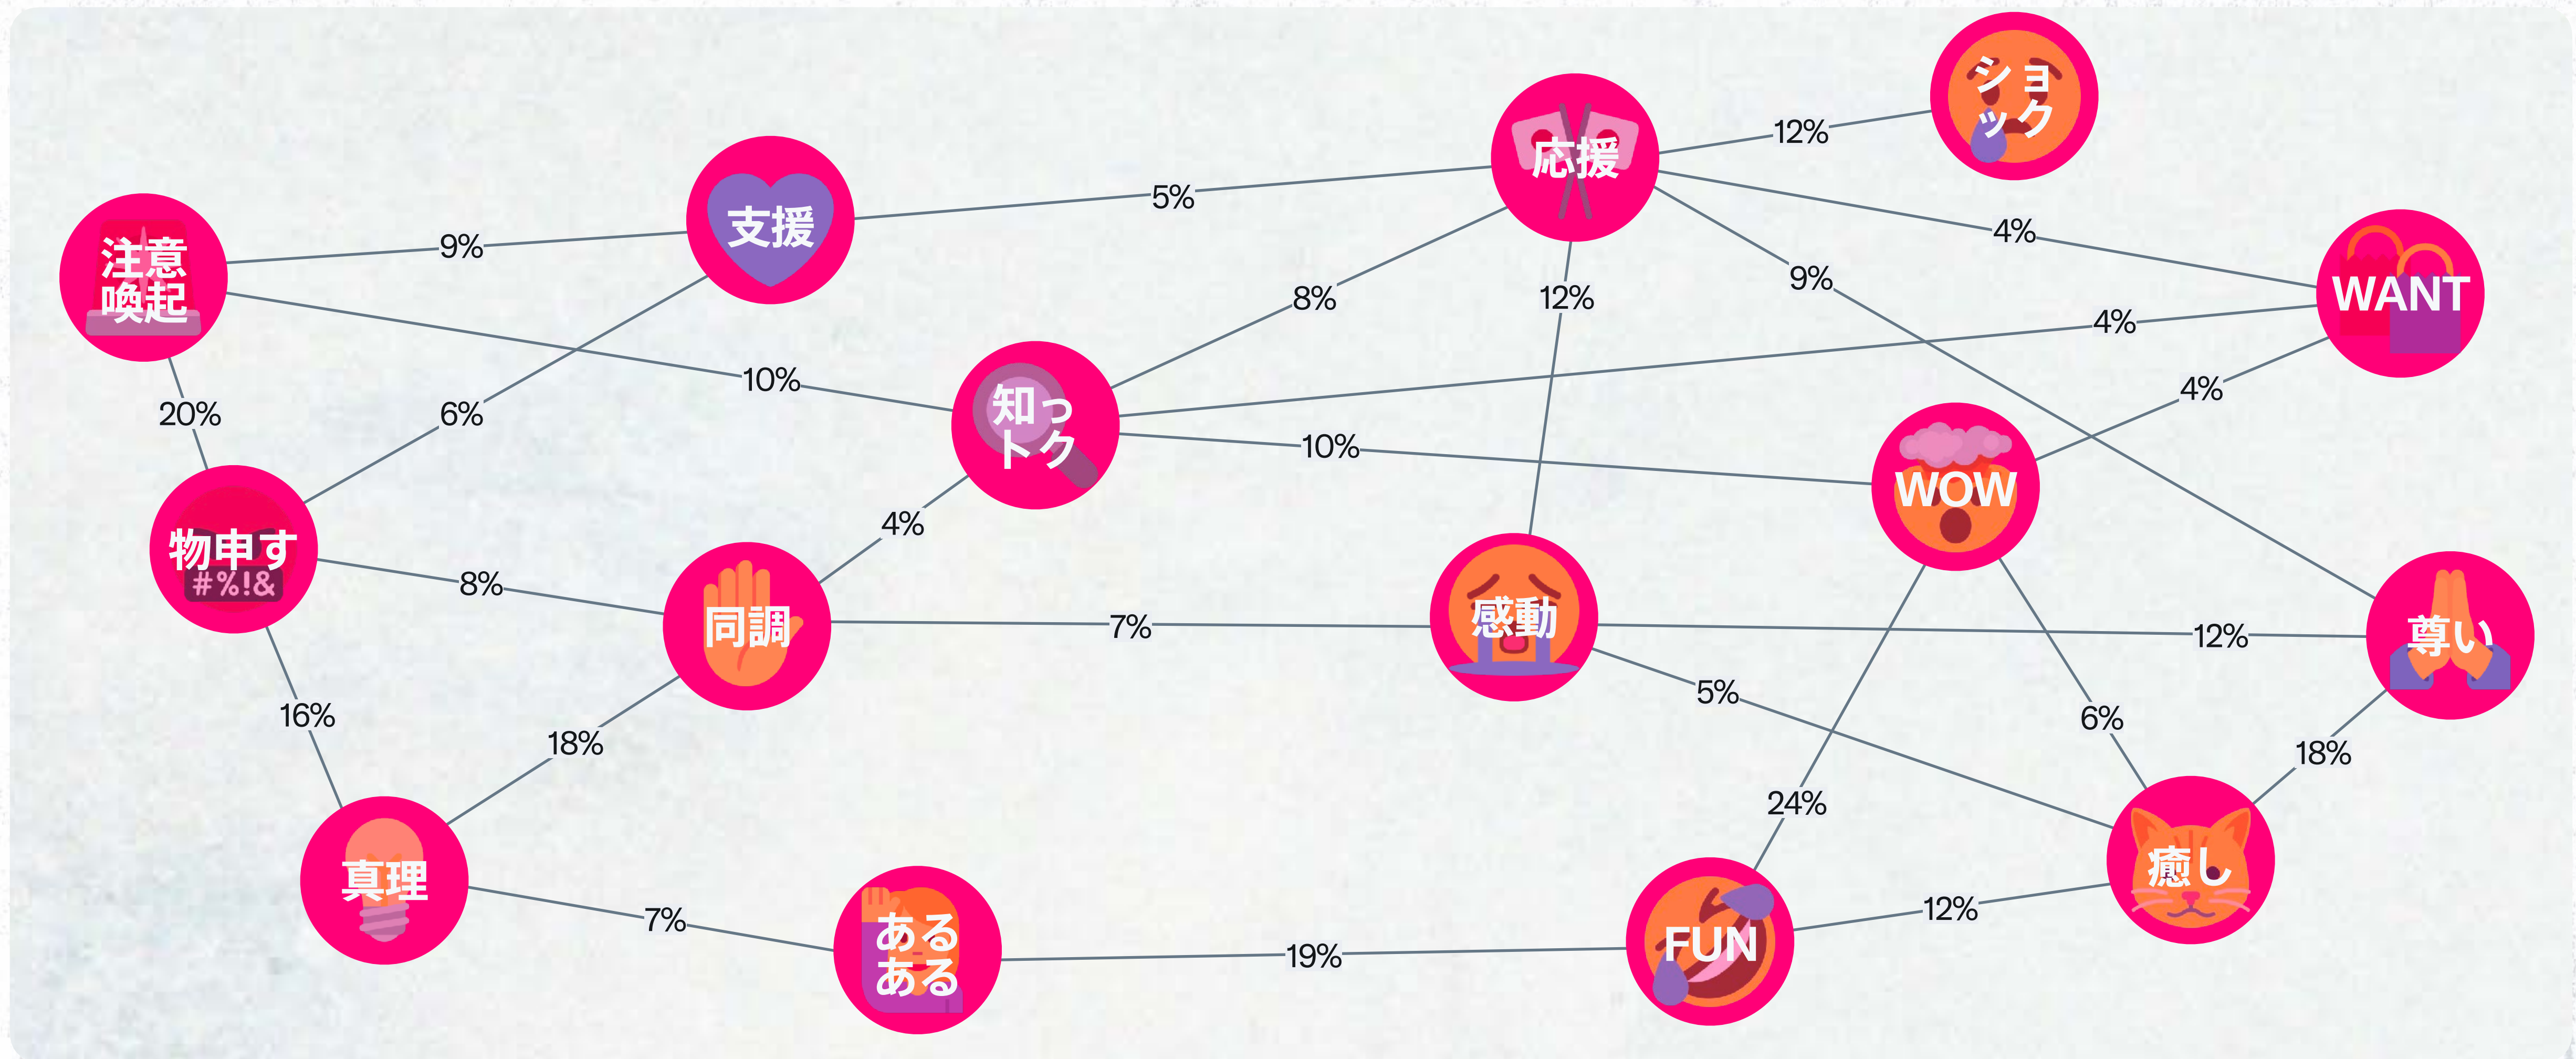 ショ
ック
12%
応援
5%
4%
支援
9%
注意
喚起
8%
12%
9%
WANT
4%
10%
知っ
トク
20%
6%
4%
10%
WOW
物申す
#%!&
4%
8%
同調
7%
感動
12%
尊い
5%
16%
18%
6%
18%
24%
真理
癒し
7%
ある
ある
19%
FUN
12%